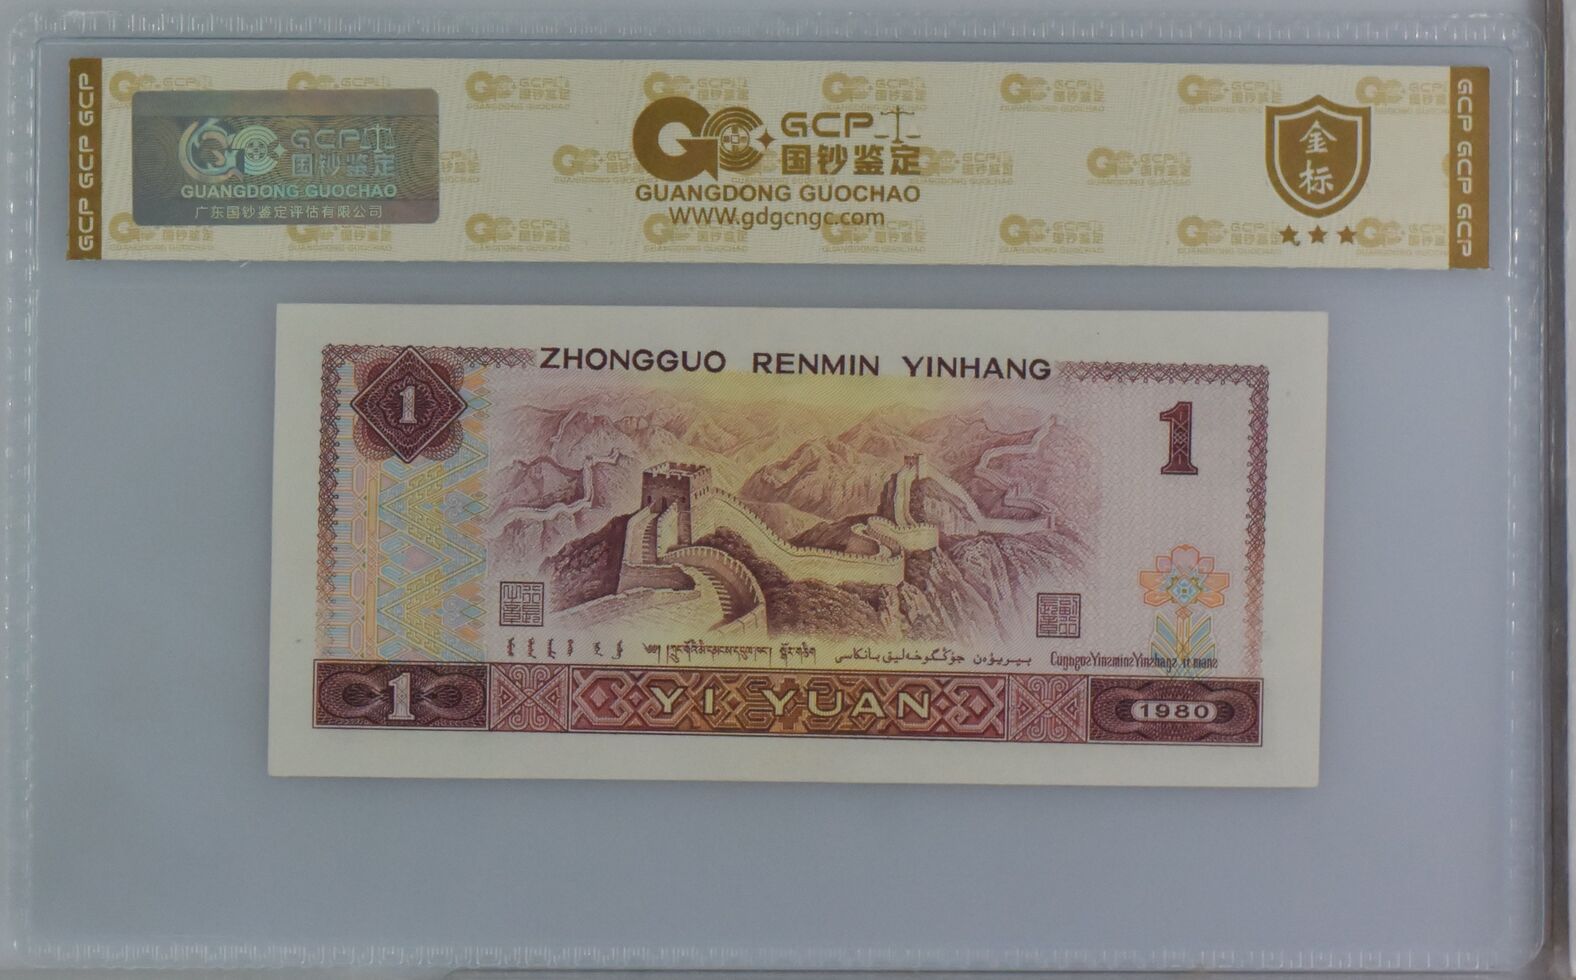 GCP GCP GCP
GCP
国钞鉴定
GUANGDONG GUOCHAO
广东国钞鉴定评估有限公司
GCP
国钞鉴定
GUANGDONG GUOCHAO
WWW.gdgcngc.com
金标
GCP GCP GCP
ZHONGGUO RENMIN YINHANG
1
1
YI YUAN
1
1980